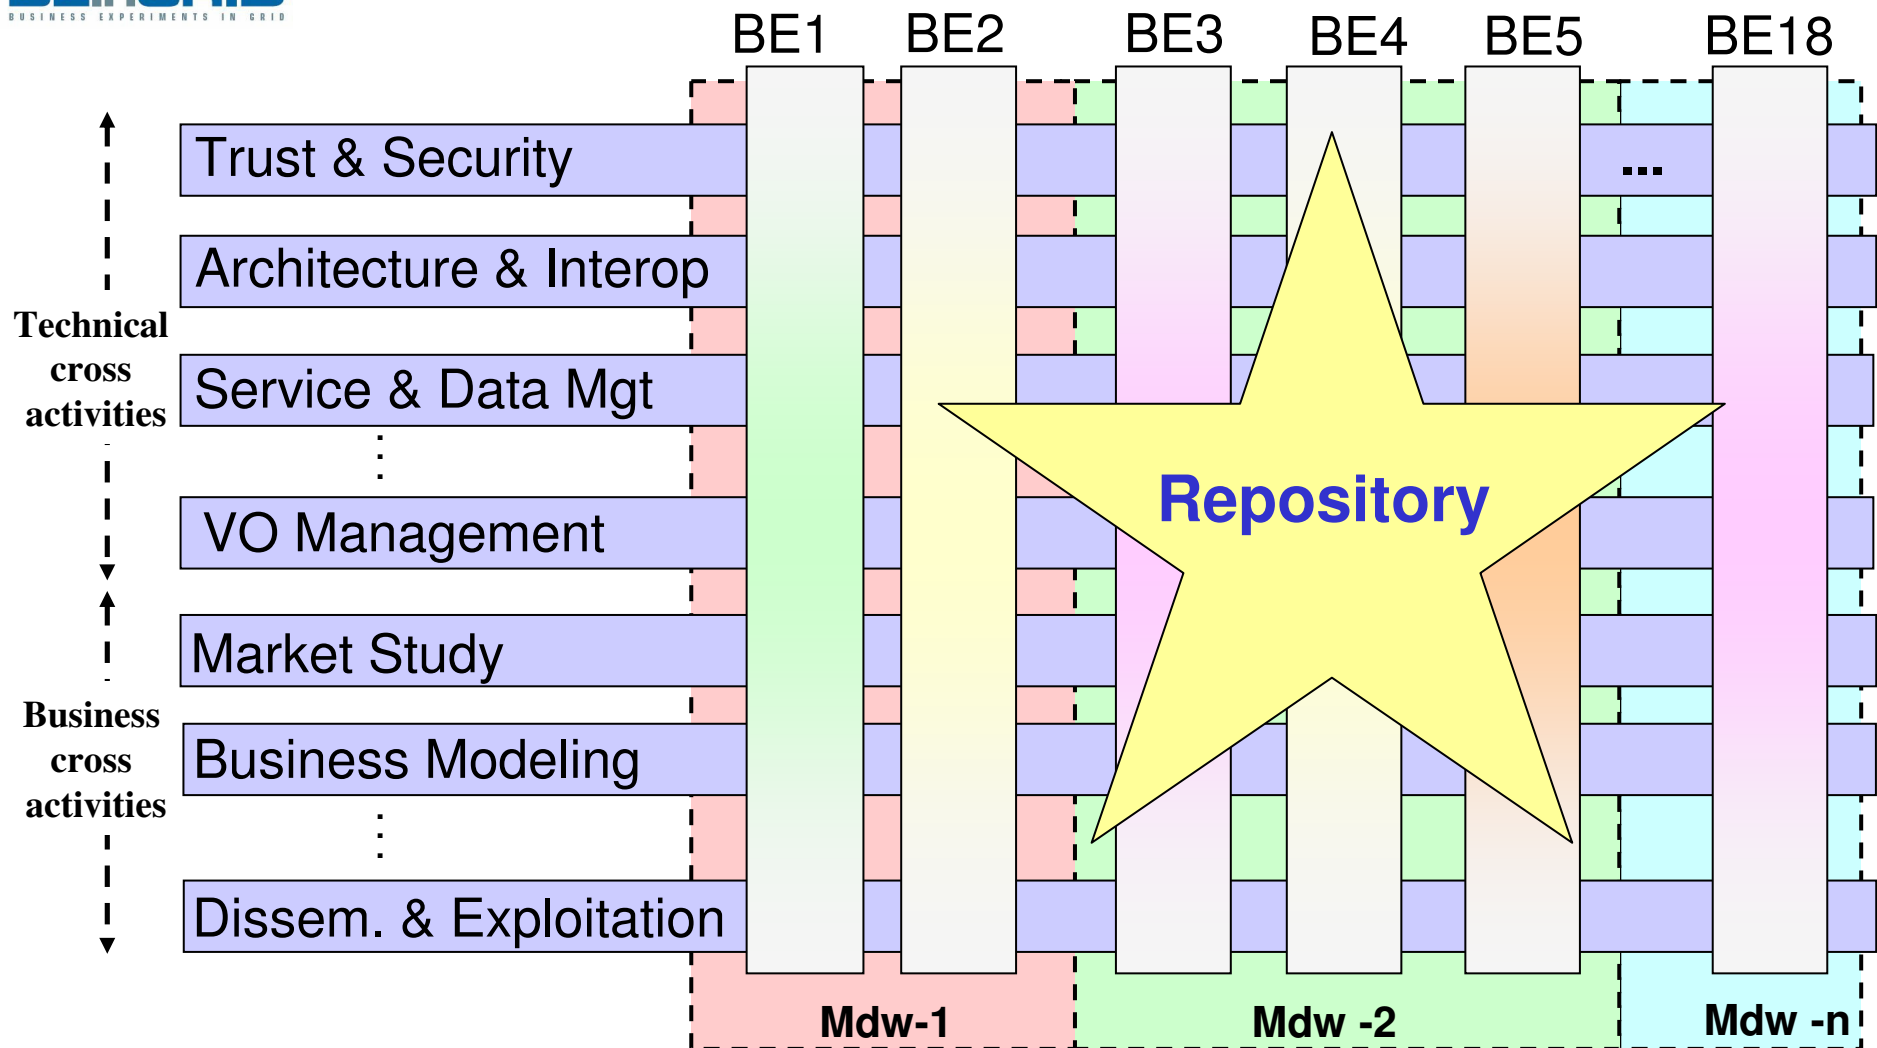 BUSINESS EXPERIMENTS IN GRID
BE1 BE2 BE3 BE4 BE5 BE18
Trust & Security
...
Architecture & Interop
Technical
cross
activities
Service & Data Mgt
Repository
VO Management
Market Study
Business
cross
activities
Business Modeling
Dissem. & Exploitation
Mdw-1 Mdw -2 Mdw -n